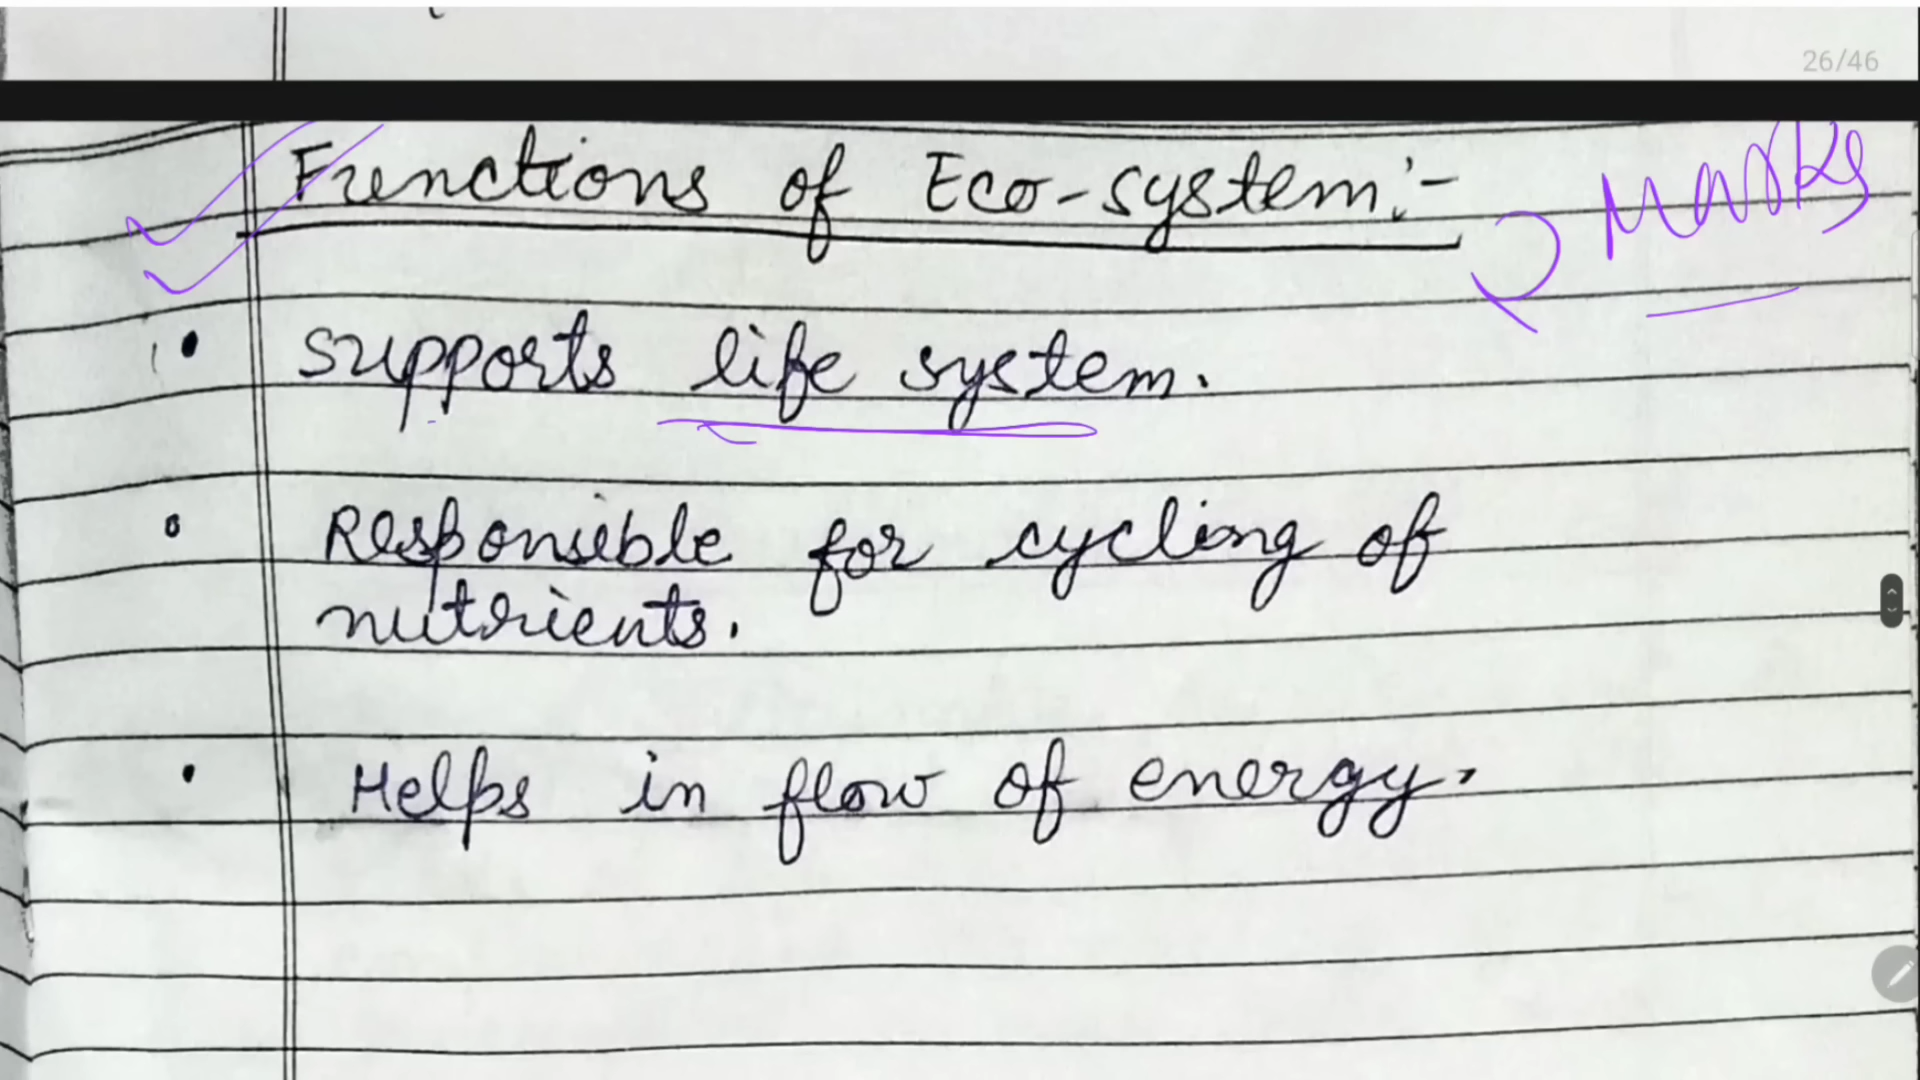 26/46
Functions of Eco-system:-
2 Marks
• Supports life system.
• Responsible for cycling of
nutrients.
• Helps in flow of energy.